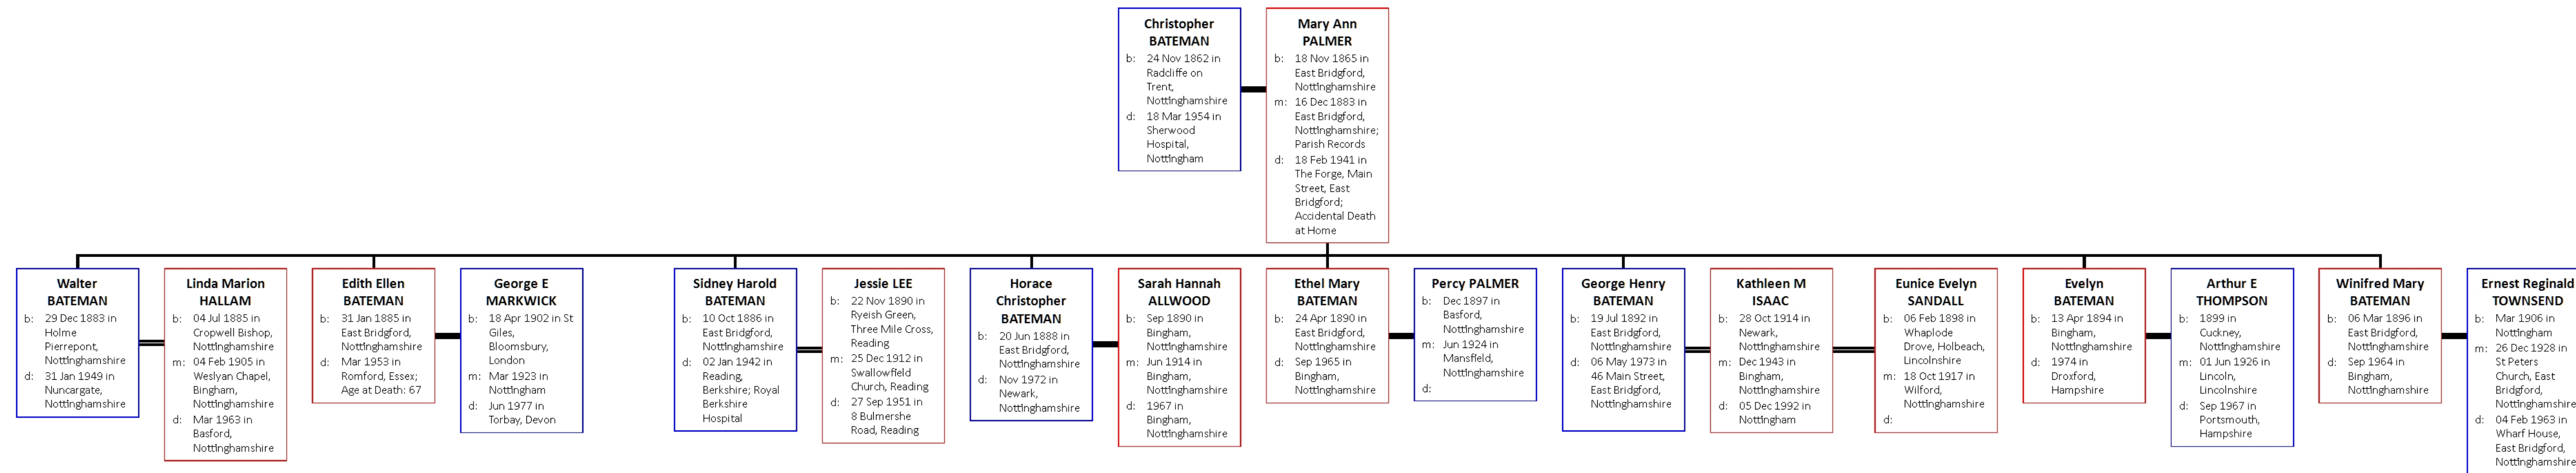 Christopher
BATEMAN
b: 24 Nov 1862 in
Radcliffe on
Trent,
Nottinghamshire
d: 18 Mar 1954 in
Sherwood
Hospital,
Nottingham
Mary Ann
PALMER
b: 18 Nov 1865 in
East Bridgford,
Nottinghamshire
m: 16 Dec 1883 in
East Bridgford,
Nottinghamshire;
Parish Records
d: 18 Feb 1941 in
The Forge, Main
Street, East
Bridgford;
Accidental Death
at Home
Walter
BATEMAN
b: 29 Dec 1883 in
Holme
Pierrepont,
Nottinghamshire
d: 31 Jan 1949 in
Nuncargate,
Nottinghamshire
Linda Marion
HALLAM
b: 04 Jul 1885 in
Cropwell Bishop,
Nottinghamshire
m: 04 Feb 1905 in
Weslyan Chapel,
Bingham,
Nottinghamshire
d: Mar 1963 in
Basford,
Nottinghamshire
Edith Ellen
BATEMAN
b: 31 Jan 1885 in
East Bridgford,
Nottinghamshire
d: Mar 1953 in
Romford, Essex;
Age at Death: 67
George E
MARKWICK
b: 18 Apr 1902 in St
Giles,
Bloomsbury,
London
m: Mar 1923 in
Nottingham
d: Jun 1977 in
Torbay, Devon
Sidney Harold
BATEMAN
b: 10 Oct 1886 in
East Bridgford,
Nottinghamshire
d: 02 Jan 1942 in
Reading,
Berkshire; Royal
Berkshire
Hospital
Jessie LEE
b: 22 Nov 1890 in
Ryeish Green,
Three Mile Cross,
Reading
m: 25 Dec 1912 in
Swallowfield
Church, Reading
d: 27 Sep 1951 in
8 Bulmershe
Road, Reading
Horace
Christopher
BATEMAN
b: 20 Jun 1888 in
East Bridgford,
Nottinghamshire
d: Nov 1972 in
Newark,
Nottinghamshire
Sarah Hannah
ALLWOOD
b: Sep 1890 in
Bingham,
Nottinghamshire
m: Jun 1914 in
Bingham,
Nottinghamshire
d: 1967 in
Bingham,
Nottinghamshire
Ethel Mary
BATEMAN
b: 24 Apr 1890 in
East Bridgford,
Nottinghamshire
d: Sep 1965 in
Bingham,
Nottinghamshire
Percy PALMER
b: Dec 1897 in
Basford,
Nottinghamshire
m: Jun 1924 in
Mansfield,
Nottinghamshire
d:
George Henry
BATEMAN
b: 19 Jul 1892 in
East Bridgford,
Nottinghamshire
d: 06 May 1973 in
46 Main Street,
East Bridgford,
Nottinghamshire
Kathleen M
ISAAC
b: 28 Oct 1914 in
Newark,
Nottinghamshire
m: Dec 1943 in
Bingham,
Nottinghamshire
d: 05 Dec 1992 in
Nottingham
Eunice Evelyn
SANDALL
b: 06 Feb 1898 in
Whaplode
Drove, Holbeach,
Lincolnshire
m: 18 Oct 1917 in
Wilford,
Nottinghamshire
d:
Evelyn
BATEMAN
b: 13 Apr 1894 in
Bingham,
Nottinghamshire
d: 1974 in
Droxford,
Hampshire
Arthur E
THOMPSON
b: 1899 in
Cuckney,
Nottinghamshire
m: 01 Jun 1926 in
Lincoln,
Lincolnshire
d: Sep 1967 in
Portsmouth,
Hampshire
Winifred Mary
BATEMAN
b: 06 Mar 1896 in
East Bridgford,
Nottinghamshire
d: Sep 1964 in
Bingham,
Nottinghamshire
Ernest Reginald
TOWNSEND
b: Mar 1906 in
Nottingham
m: 26 Dec 1928 in
St Peters
Church, East
Bridgford,
Nottinghamshire
d: 04 Feb 1963 in
Wharf House,
East Bridgford,
Nottinghamshire